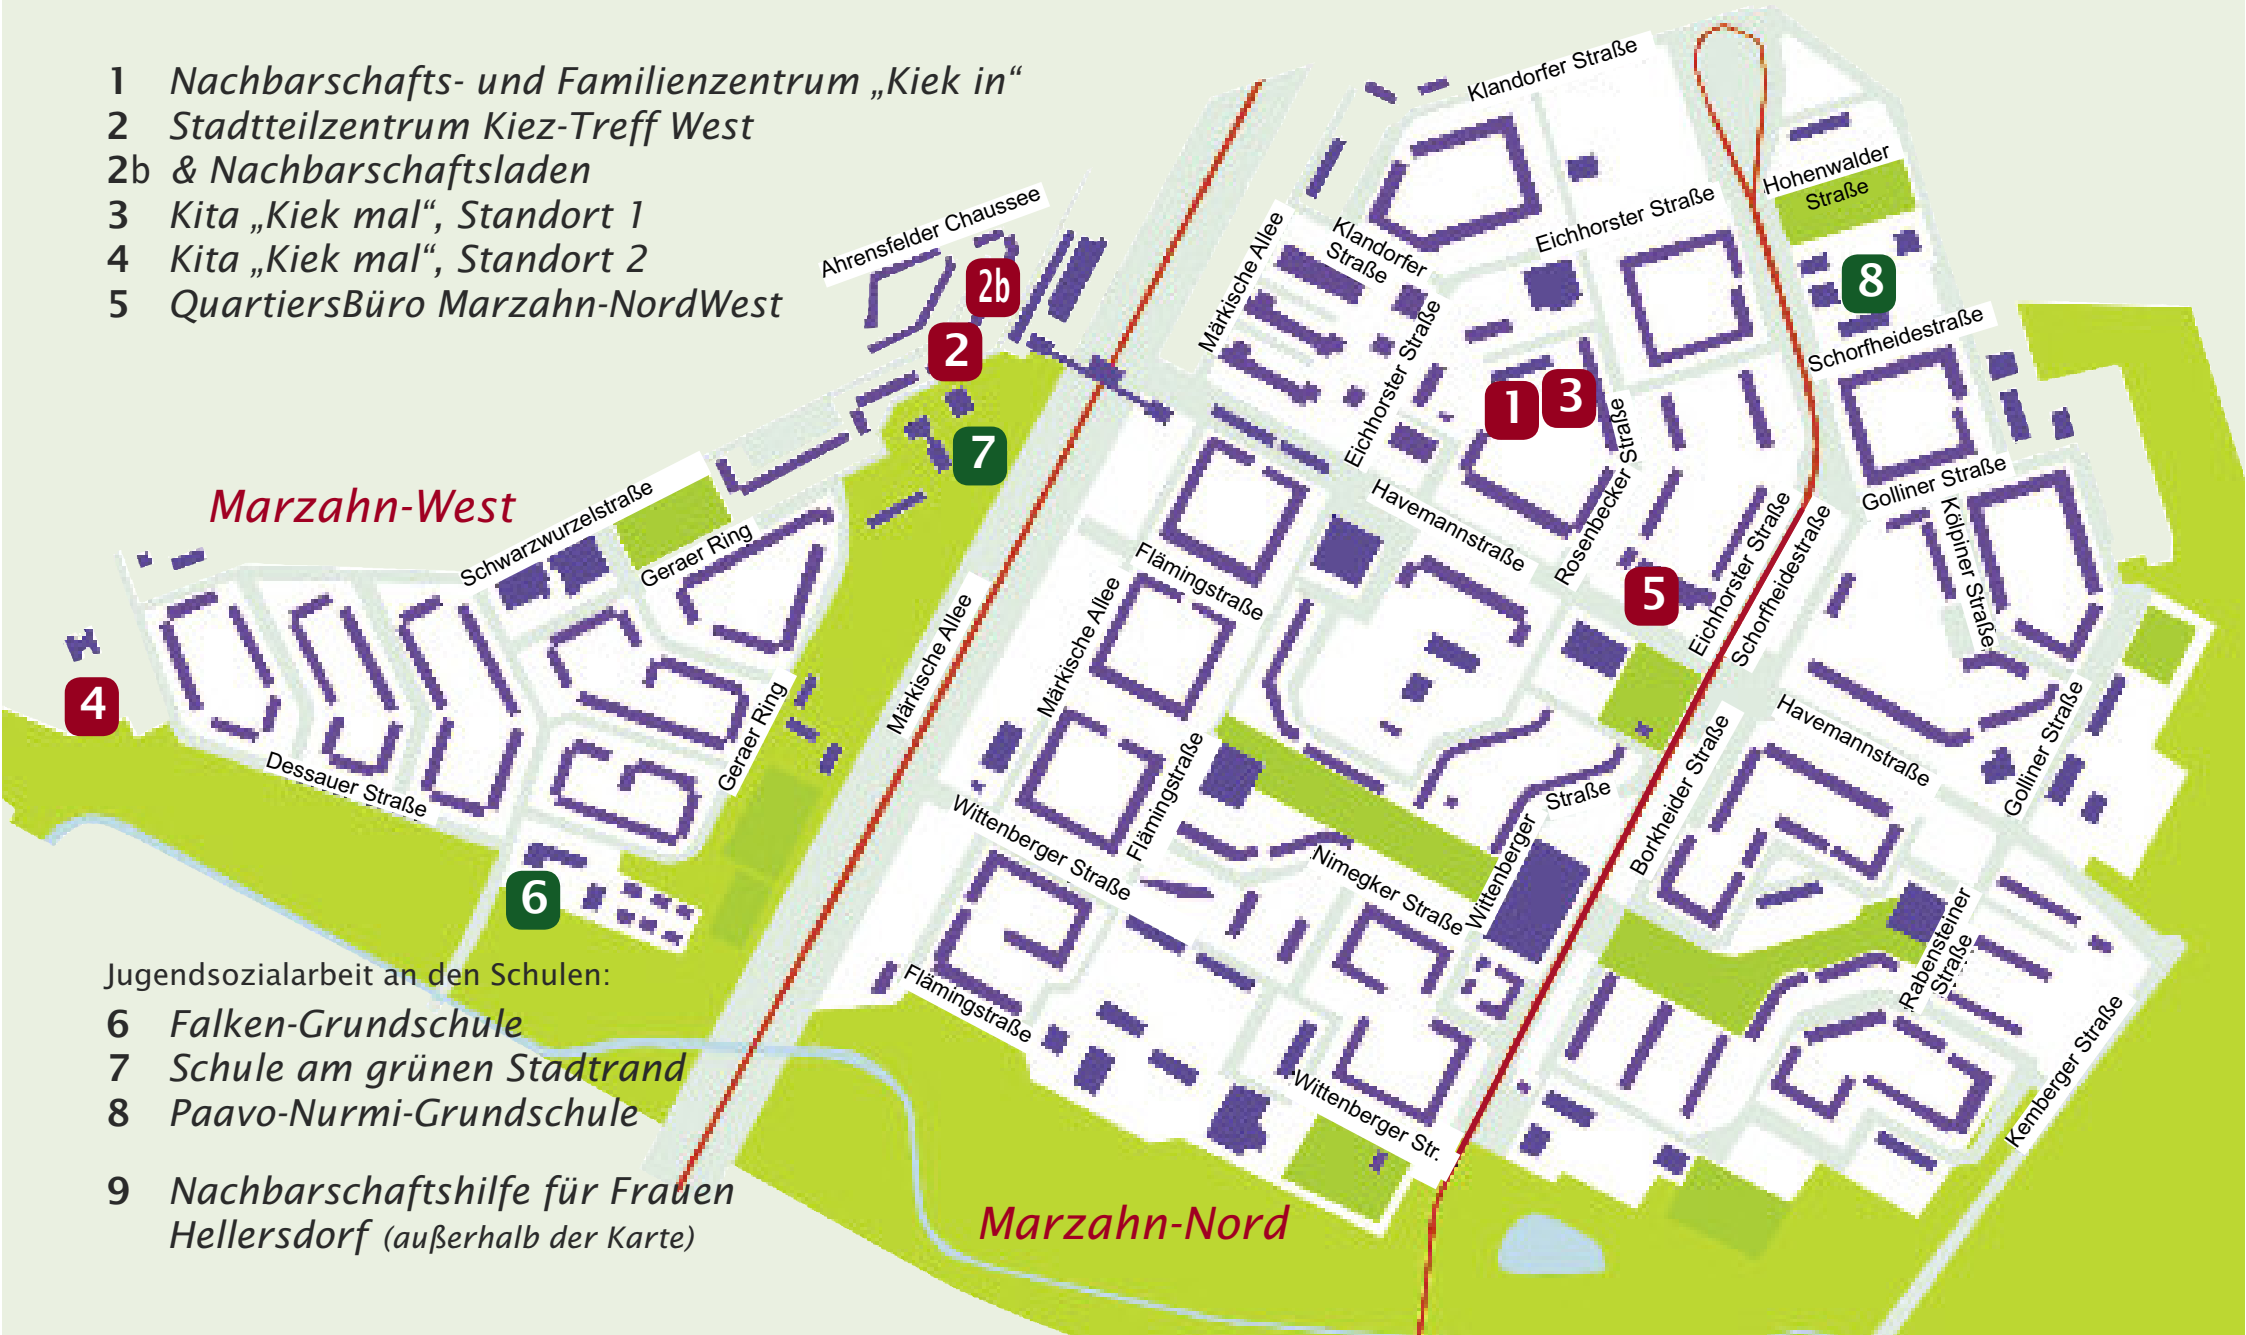 1 Nachbarschafts- und Familienzentrum „Kiek in“
2 Stadtteilzentrum Kiez-Treff West
2b & Nachbarschaftsladen
3 Kita „Kiek mal“, Standort 1
4 Kita „Kiek mal“, Standort 2
5 QuartiersBüro Marzahn-NordWest
Klandorfer Straße
Hohenwalder
Straße
Eichhorster Straße
Ahrensfelder Chaussee
Märkische Allee
Klandorfer
Straße
2b
8
2
Eichhorster Straße
Schorfheidestraße
1
3
7
Rosenbecker Straße
Marzahn-West
Schwarzwurzelstraße
Geraer Ring
Havemannstraße
Golliner Straße
Kölpiner Straße
Eichhorster Straße
Schorfheidestraße
Flämingstraße
5
Märkische Allee
Märkische Allee
4
Geraer Ring
Dessauer Straße
Havemannstraße
Golliner Straße
Flämingstraße
Wittenberger Straße
Wittenberger Straße
Borkheider Straße
Nimegker Straße
6
Rabensteiner
Straße
Flämingstraße
Kemberger Straße
Wittenberger Str.
Jugendsozialarbeit an den Schulen:
6 Falken-Grundschule
7 Schule am grünen Stadtrand
8 Paavo-Nurmi-Grundschule
9 Nachbarschaftshilfe für Frauen
Hellersdorf (außerhalb der Karte)
Marzahn-Nord